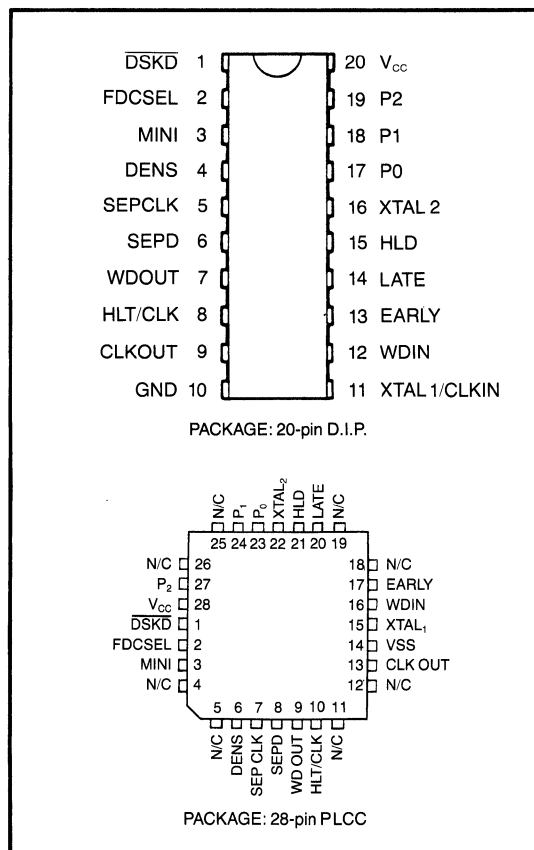 DSKD 1 20 VCC
FDCSEL 2 19 P2
MINI 3 18 P1
DENS 4 17 P0
SEPCLK 5 16 XTAL 2
SEPD 6 15 HLD
WDOUT 7 14 LATE
HLT/CLK 8 13 EARLY
CLKOUT 9 12 WDIN
GND 10 11 XTAL 1/CLKIN
PACKAGE: 20-pin D.I.P.
N/C P1 P0 XTAL2 HLD LATE N/C
25 24 23 22 21 20 19
N/C 26 18 N/C
P2 27 17 EARLY
VCC 28 16 WDIN
DSKD 1 15 XTAL1
FDCSEL 2 14 VSS
MINI 3 13 CLK OUT
N/C 4 12 N/C
5 6 7 8 9 10 11
N/C DENS SEP CLK SEPD WD OUT HLT/CLK N/C
PACKAGE: 28-pin PLCC